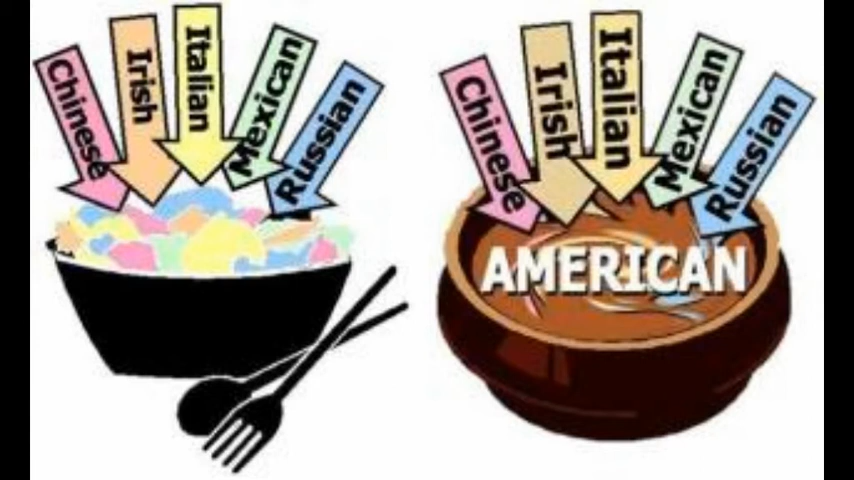 Chinese
Irish
Italian
Mexican
Russian
Chinese
Irish
Italian
Mexican
Russian
AMERICAN